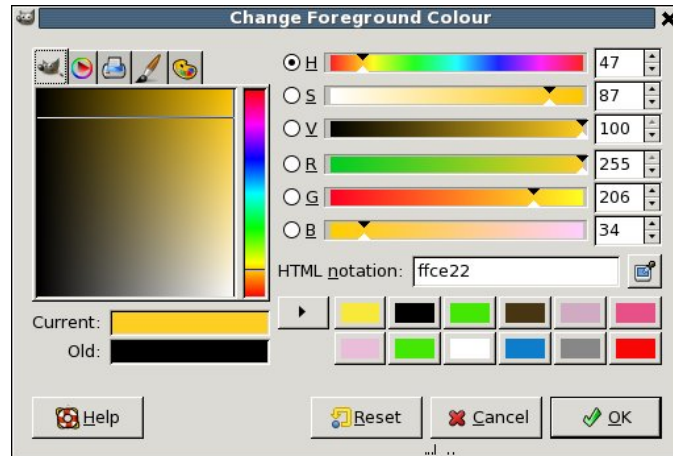 Change Foreground Colour
H 47
S 87
V 100
R 255
G 206
B 34
HTML notation: ffce22
Current:
Old:
Help
Reset
Cancel
OK